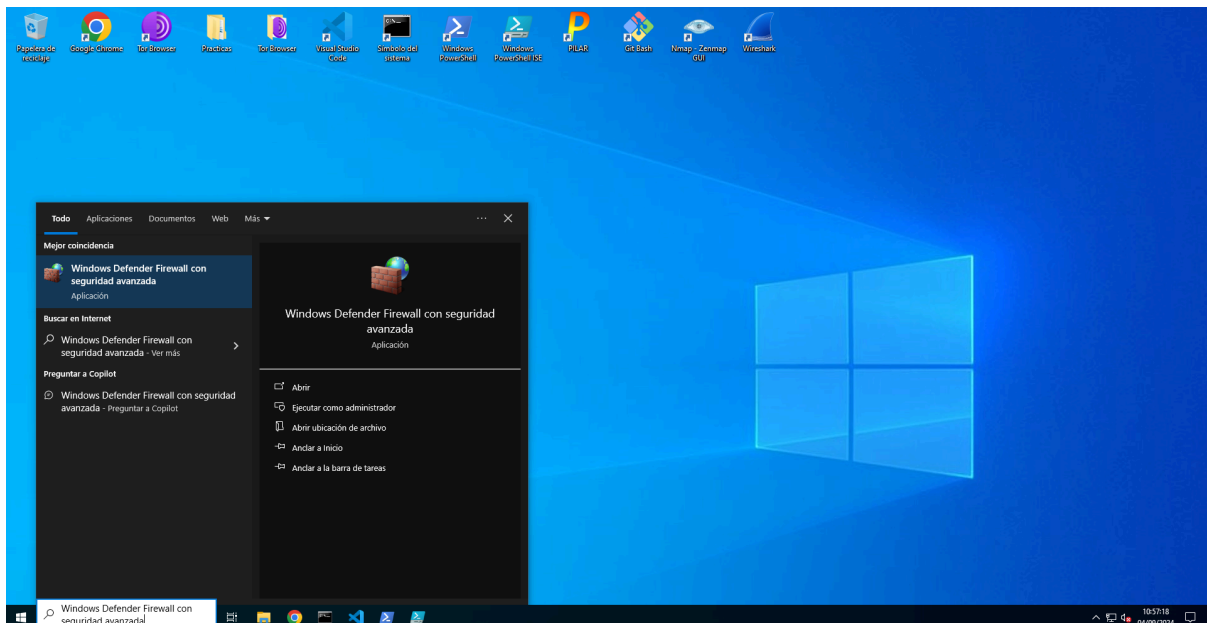 Papelera de
reciclaje
Google Chrome
Tor Browser
Practicas
Tor Browser
Visual Studio
Code
Símbolo del
sistema
Windows
PowerShell
Windows
PowerShell ISE
PILAR
Git Bash
Nmap - Zenmap
GUI
Wireshark
Todo Aplicaciones Documentos Web Más
Mejor coincidencia
Windows Defender Firewall con
seguridad avanzada
Aplicación
Buscar en Internet
Windows Defender Firewall con
seguridad avanzada - Ver más
Preguntar a Copilot
Windows Defender Firewall con seguridad
avanzada - Preguntar a Copilot
Windows Defender Firewall con seguridad
avanzada
Aplicación
Abrir
Ejecutar como administrador
Abrir ubicación de archivo
Anclar a Inicio
Anclar a la barra de tareas
Windows Defender Firewall con
seguridad avanzada
10:57:18
04/09/2024